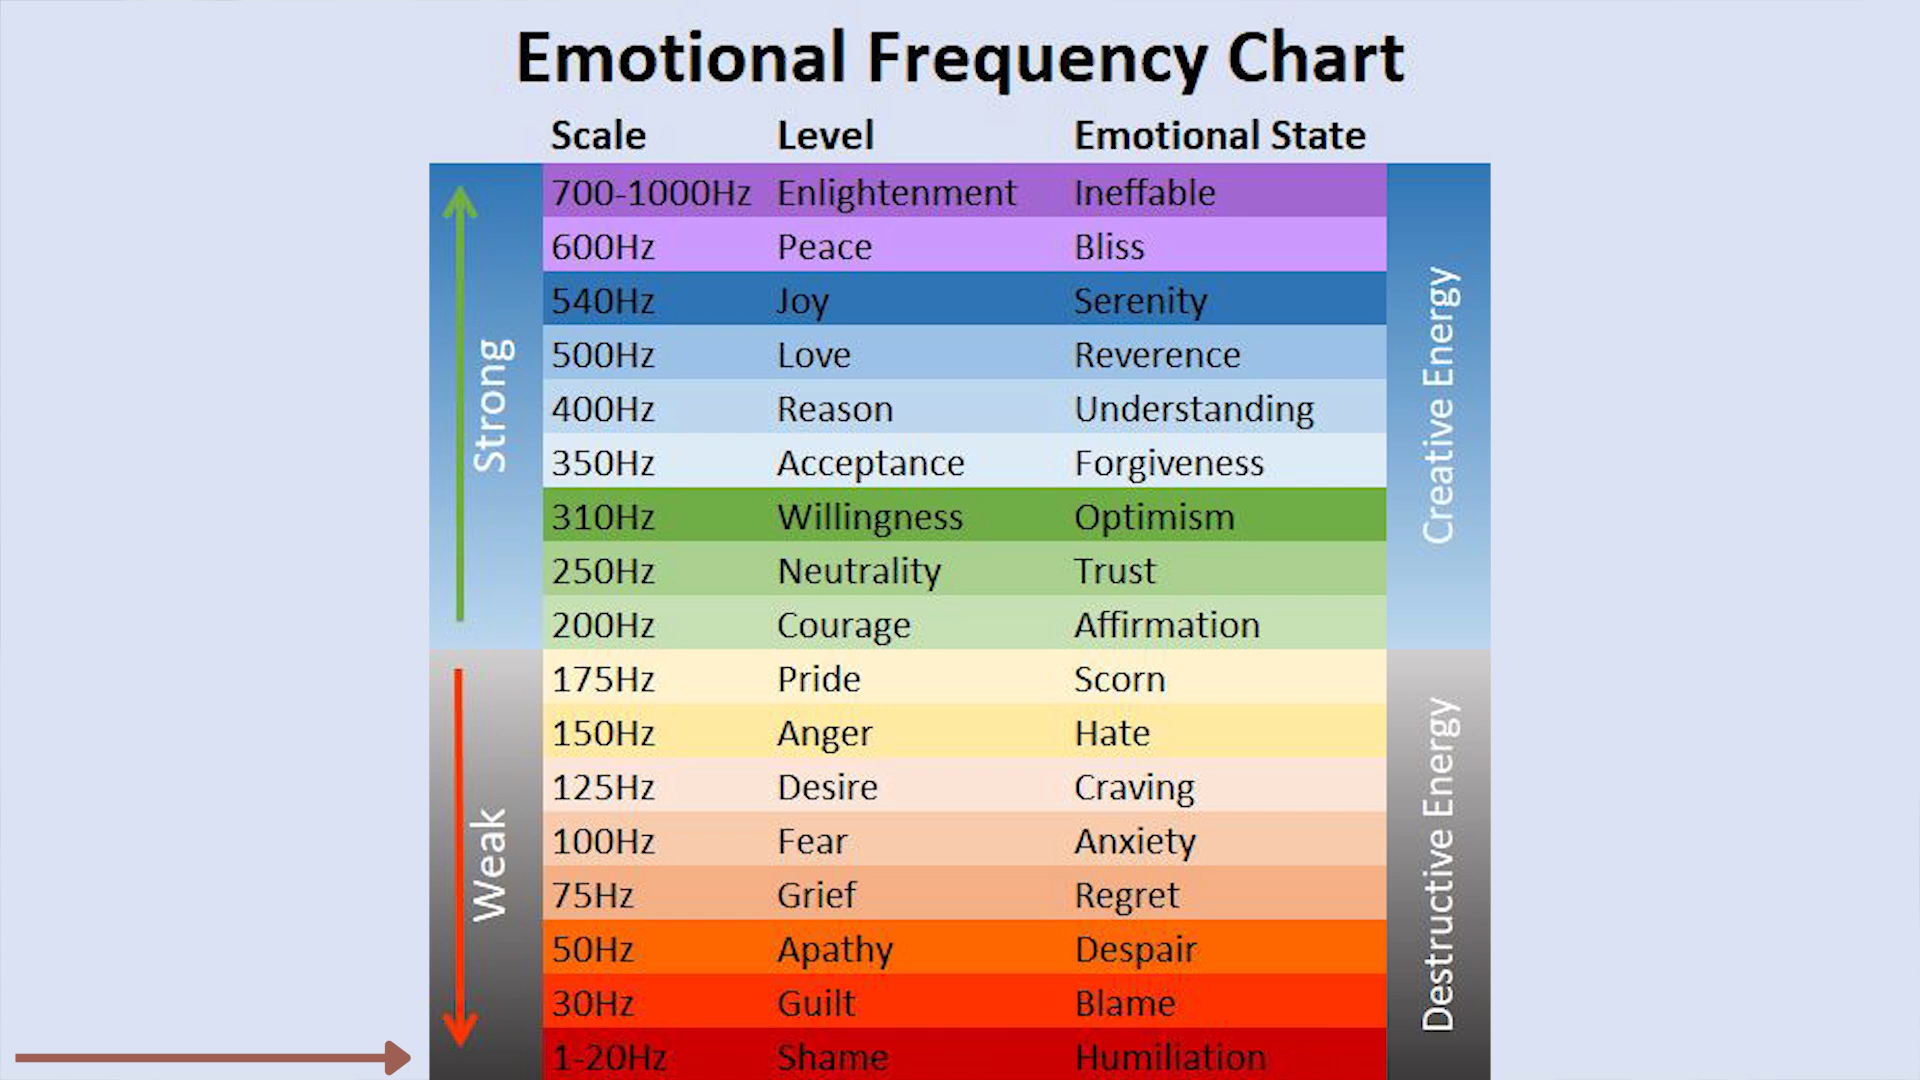 Emotional Frequency Chart
Scale Level Emotional State
700-1000Hz Enlightenment Ineffable
600Hz Peace Bliss
540Hz Joy Serenity
500Hz Love Reverence
400Hz Reason Understanding
350Hz Acceptance Forgiveness
310Hz Willingness Optimism
250Hz Neutrality Trust
200Hz Courage Affirmation
175Hz Pride Scorn
150Hz Anger Hate
125Hz Desire Craving
100Hz Fear Anxiety
75Hz Grief Regret
50Hz Apathy Despair
30Hz Guilt Blame
1-20Hz Shame Humiliation
Strong
Weak
Creative Energy
Destructive Energy